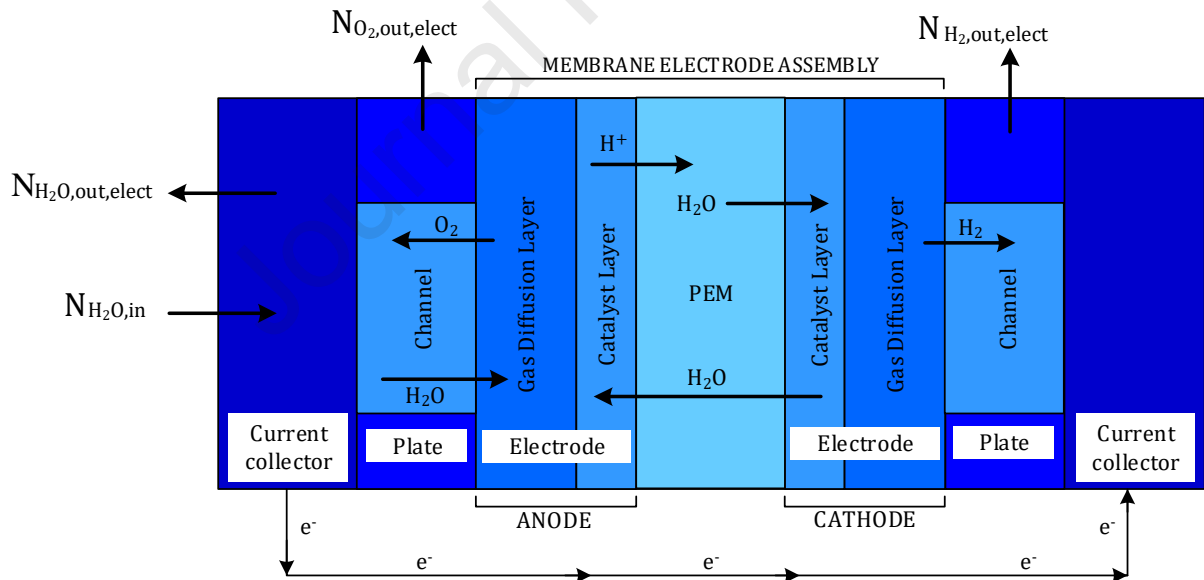 N O2,out,elect
N H2,out,elect
MEMBRANE ELECTRODE ASSEMBLY
H+
N H2O,out,elect
H2O
O2
H2
Gas Diffusion Layer
Catalyst Layer
Catalyst Layer
Gas Diffusion Layer
Channel
Channel
PEM
N H2O,in
H2O
H2O
Current
collector
Plate
Electrode
Electrode
Plate
Current
collector
ANODE
CATHODE
e-
e-
e-
e-
e-
Journal